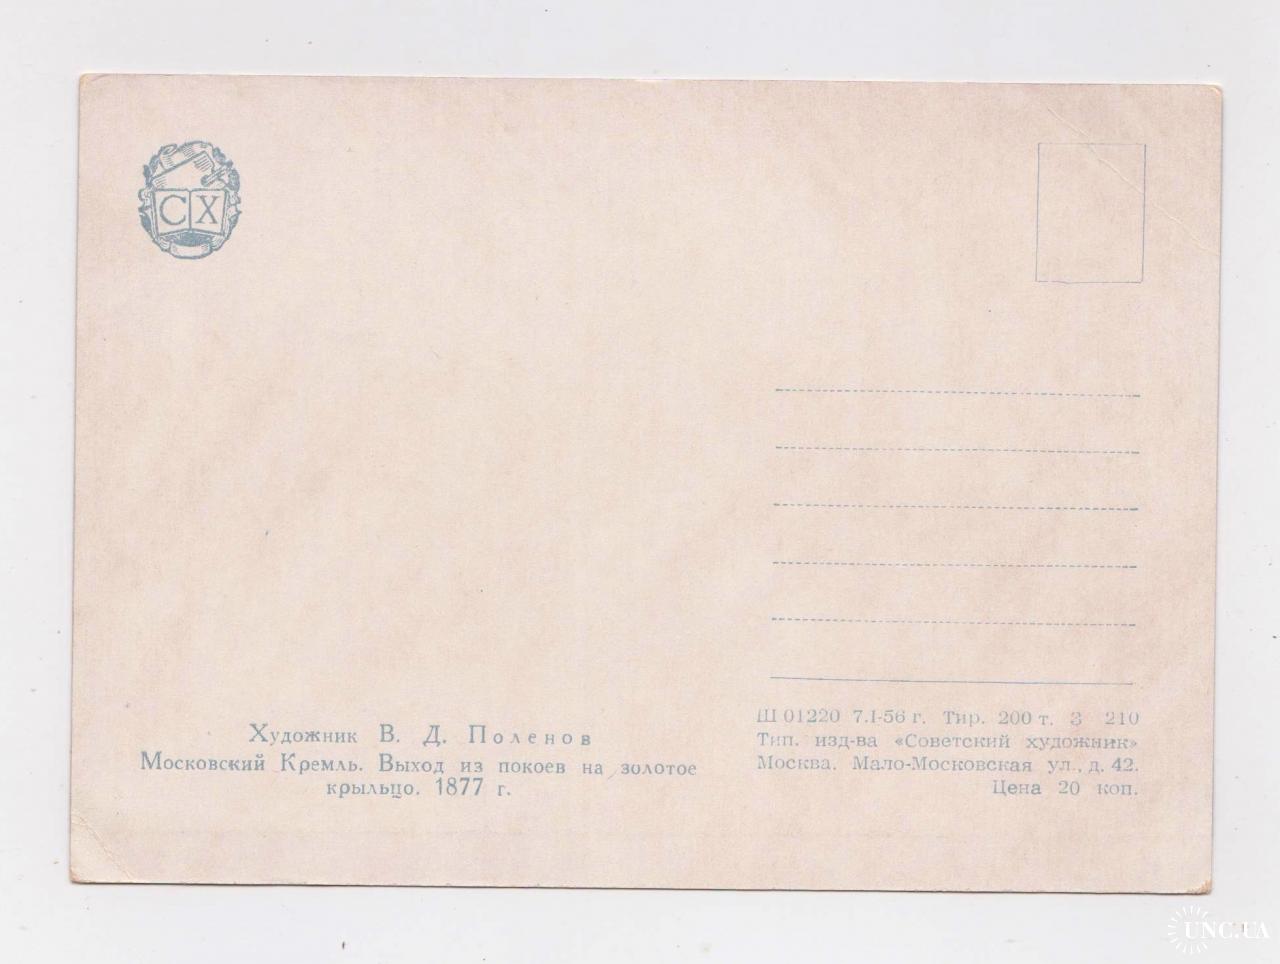 СХ
Художник В. Д. Поленов
Московский Кремль. Выход из покоев на золотое
крыльцо. 1877 г.
Ш 01220 7.I-56 г. Тир. 200 т. З 210
Тип. изд-ва «Советский художник»
Москва. Мало-Московская ул., д. 42.
Цена 20 коп.
UNC.UA